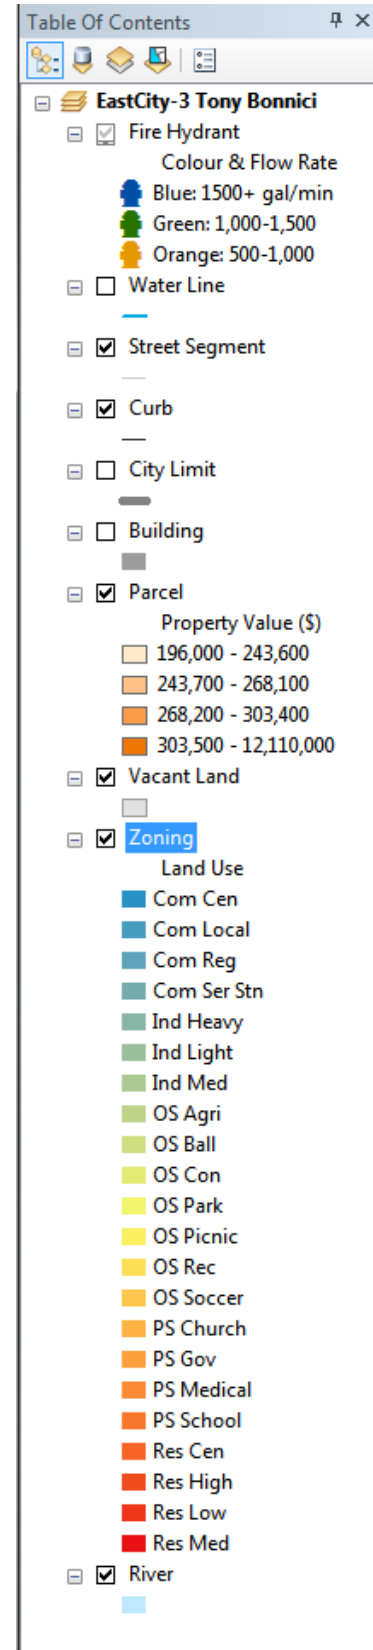 Table Of Contents
EastCity-3 Tony Bonnici
Fire Hydrant
Colour & Flow Rate
Blue: 1500+ gal/min
Green: 1,000-1,500
Orange: 500-1,000
Water Line
Street Segment
Curb
City Limit
Building
Parcel
Property Value ($)
196,000 - 243,600
243,700 - 268,100
268,200 - 303,400
303,500 - 12,110,000
Vacant Land
Zoning
Land Use
Com Cen
Com Local
Com Reg
Com Ser Stn
Ind Heavy
Ind Light
Ind Med
OS Agri
OS Ball
OS Con
OS Park
OS Picnic
OS Rec
OS Soccer
PS Church
PS Gov
PS Medical
PS School
Res Cen
Res High
Res Low
Res Med
River